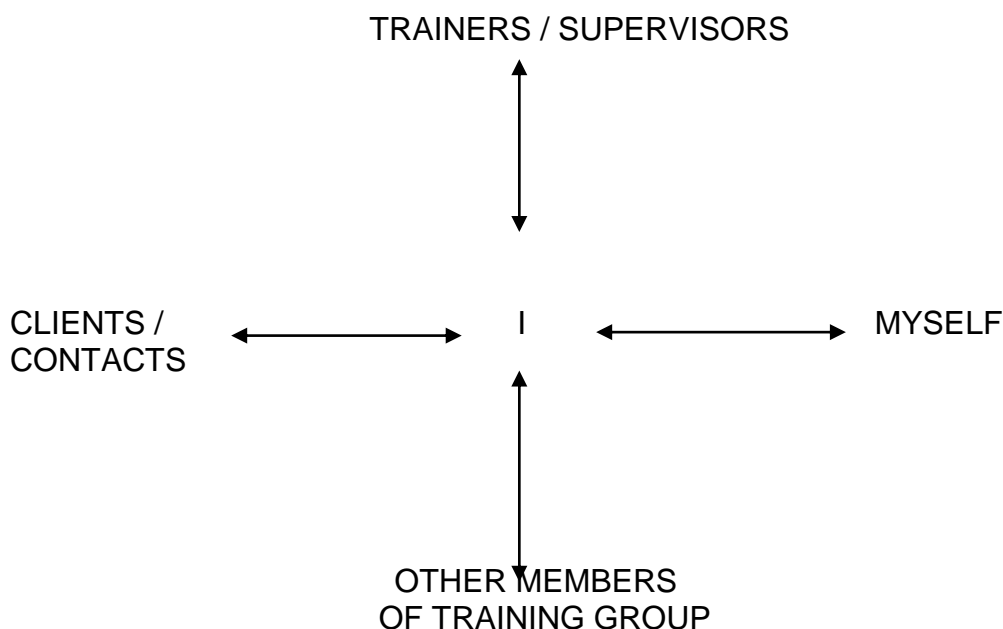 TRAINERS / SUPERVISORS
CLIENTS /
CONTACTS
I
MYSELF
OTHER MEMBERS
OF TRAINING GROUP